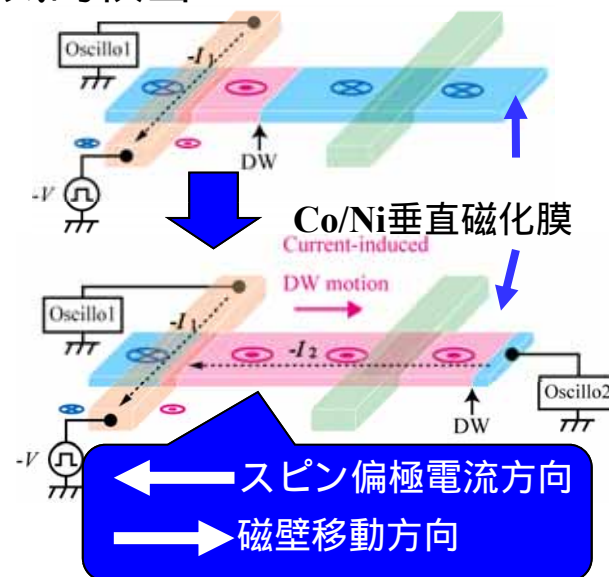 Oscillo1
-I1
DW
-V
Co/Ni垂直磁化膜
Current-induced
DW motion
Oscillo1
-I1
-I2
Oscillo2
DW
-V
スピン偏極電流方向
磁壁移動方向